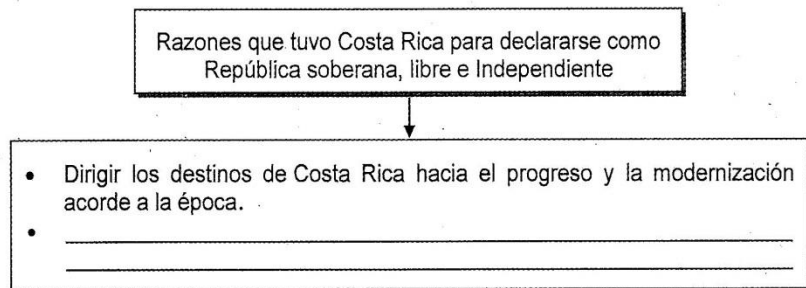 Razones que tuvo Costa Rica para declararse como
República soberana, libre e Independiente
• Dirigir los destinos de Costa Rica hacia el progreso y la modernización
acorde a la época.
•